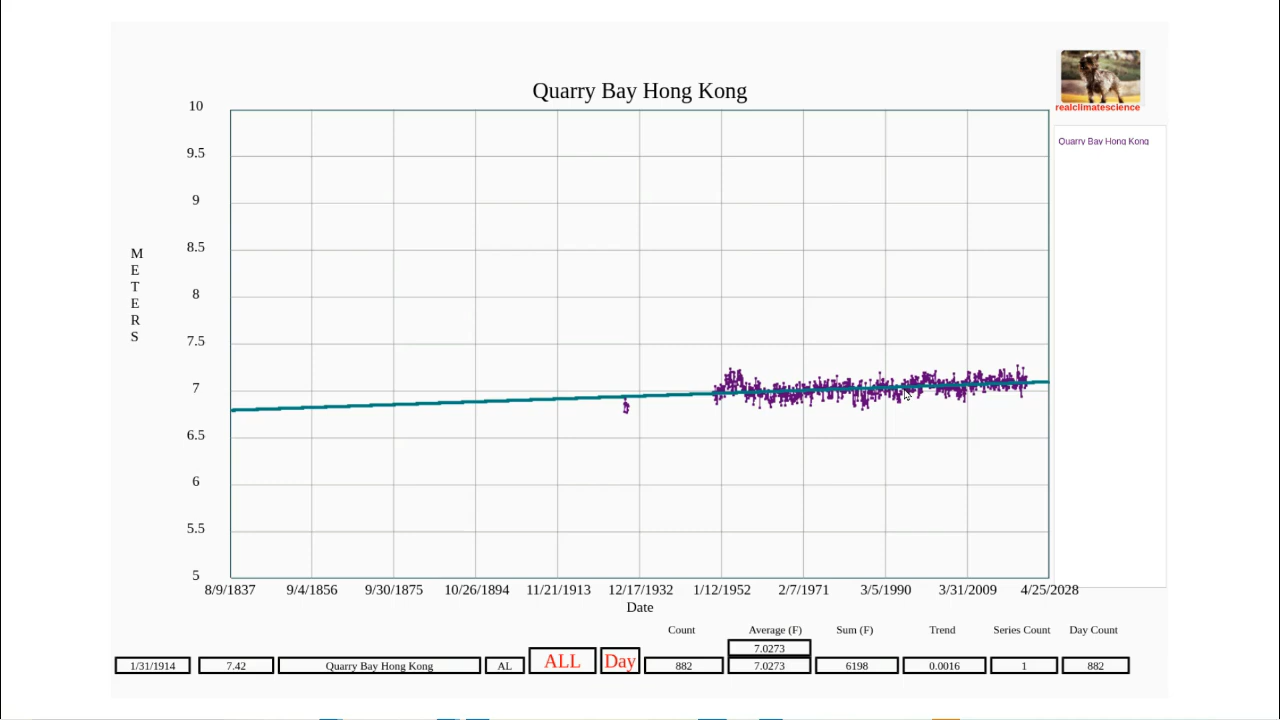 Quarry Bay Hong Kong
realclimatescience
Quarry Bay Hong Kong
10
9.5
9
8.5
8
7.5
7
6.5
6
5.5
5
METERS
8/9/1837 9/4/1856 9/30/1875 10/26/1894 11/21/1913 12/17/1932 1/12/1952 2/7/1971 3/5/1990 3/31/2009 4/25/2028
Date
Count Average (F) Sum (F) Trend Series Count Day Count
7.0273
1/31/1914 7.42 Quarry Bay Hong Kong AL ALL Day 882 7.0273 6198 0.0016 1 882